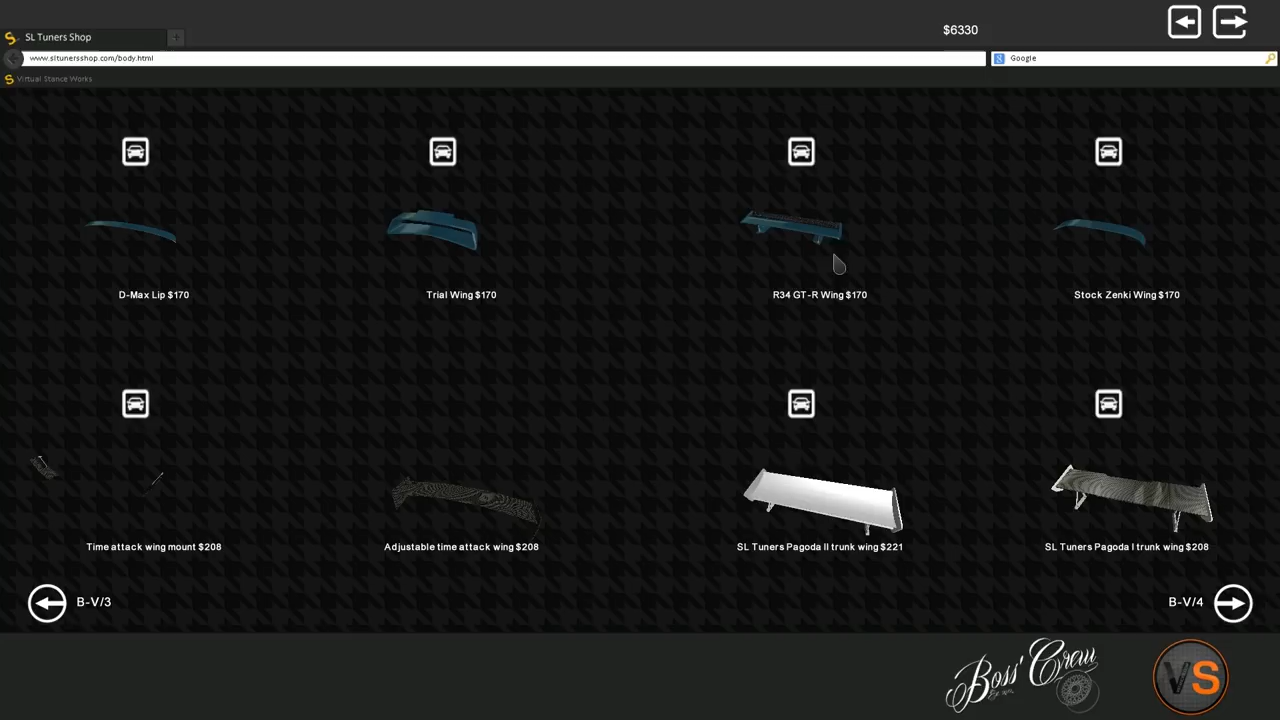 $6330
SL Tuners Shop
www.sltunersshop.com/body.html
Google
Virtual Stance Works
D-Max Lip $170
Trial Wing $170
R34 GT-R Wing $170
Stock Zenki Wing $170
Time attack wing mount $208
Adjustable time attack wing $208
SL Tuners Pagoda II trunk wing $221
SL Tuners Pagoda I trunk wing $208
B-V/3
B-V/4
Boss' Crew
VS